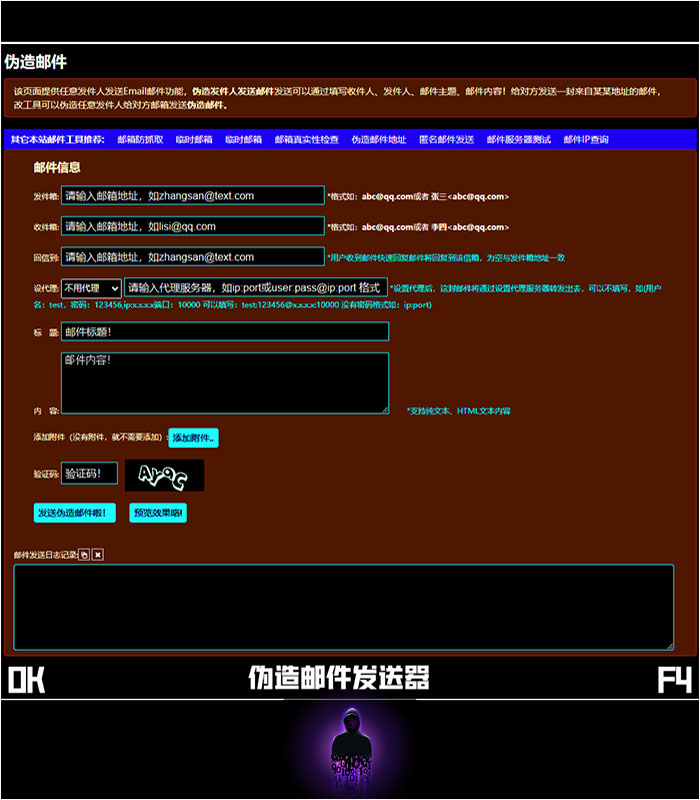 伪造邮件
该页面提供任意发件人发送Email邮件功能，伪造发件人发送邮件发送可以通过填写收件人、发件人、邮件主题、邮件内容！给对方发送一封来自某某地址的邮件，
改工具可以伪造任意发件人给对方邮箱发送伪造邮件。
其它本站邮件工具推荐: 邮箱防抓取 临时邮箱 临时邮箱 邮箱真实性检查 伪造邮件地址 匿名邮件发送 邮件服务器测试 邮件IP查询
邮件信息
发件箱: 请输入邮箱地址，如zhangsan@text.com *格式如：abc@qq.com或者 张三<abc@qq.com>
收件箱: 请输入邮箱地址，如lisi@qq.com *格式如：abc@qq.com或者 李四<abc@qq.com>
回信到: 请输入邮箱地址，如zhangsan@text.com *用户收到邮件快速回复邮件将回复到该信箱，为空与发件箱地址一致
设代理: 不用代理 请输入代理服务器，如ip:port或user:pass@ip:port 格式 *设置代理后，这封邮件将通过设置代理服务器转发出去，可以不填写，如(用户
名：test，密码：123456,ip:x.x.x.x端口：10000 可以填写：test:123456@x.x.x.x:10000 没有密码格式如：ip:port)
标 题: 邮件标题！
邮件内容！
内 容: *支持纯文本、HTML文本内容
添加附件（没有附件，就不需要添加）: 添加附件..
验证码: 验证码！ AyqC
发送伪造邮件啦！ 预览效果咯!
邮件发送日志记录:
OK 伪造邮件发送器 F4